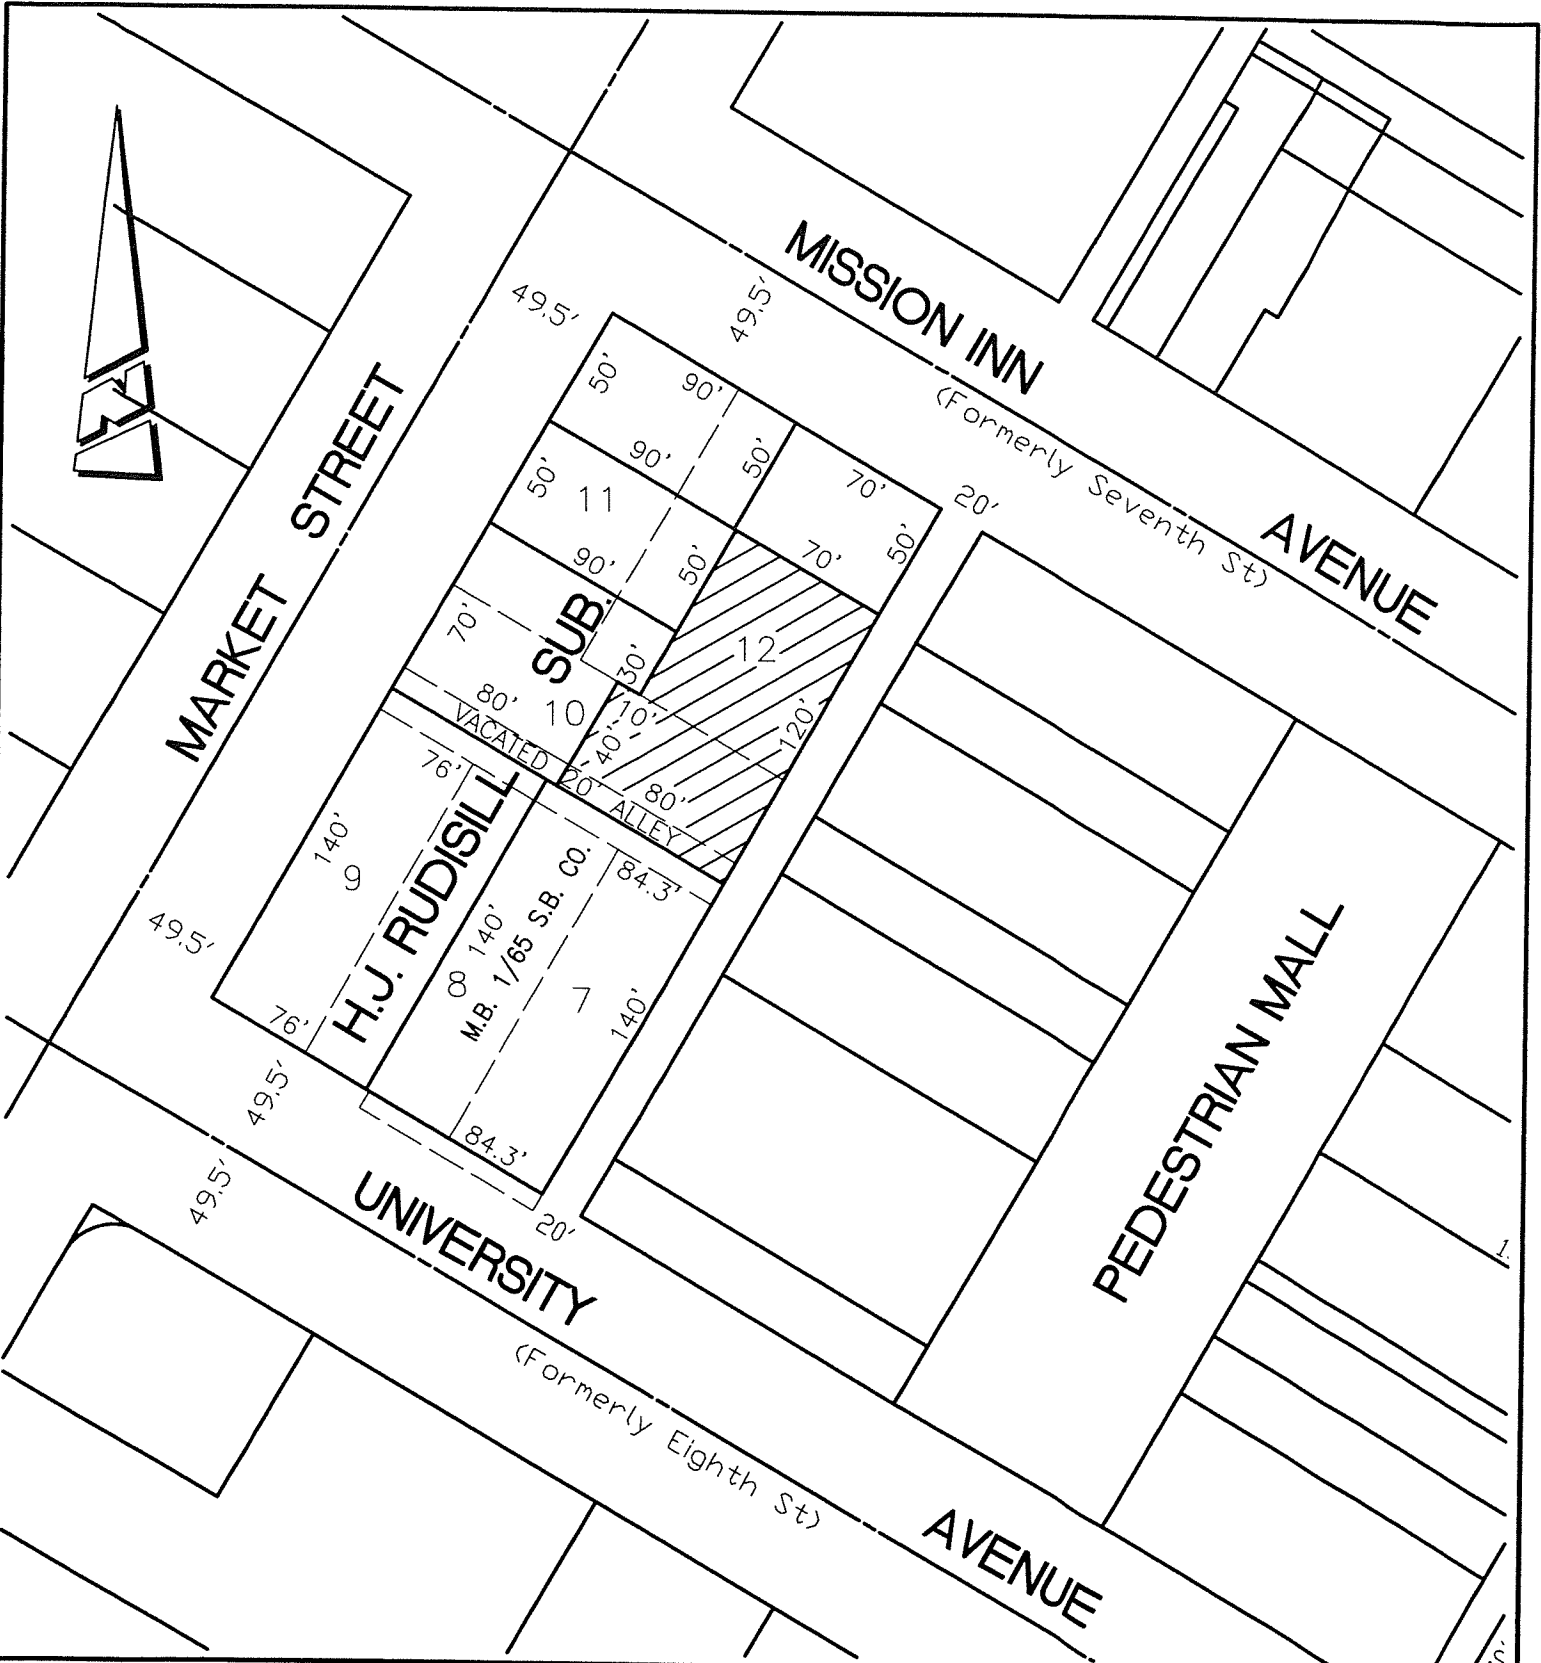 MISSION INN
AVENUE
(Formerly Seventh St)
MARKET STREET
49.5'
49.5'
50'
90'
50'
70'
20'
90'
50'
11
70'
50'
90'
50'
SUB.
12
70'
30'
80'
10
10'
40'
120'
80'
VACATED 20' ALLEY
76'
84.3'
140'
9
H.J. RUDISILL
M.B. 1/65 S.B. CO.
8
140'
7
140'
49.5'
76'
49.5'
84.3'
20'
49.5'
UNIVERSITY
AVENUE
(Formerly Eighth St)
PEDESTRIAN MALL
N